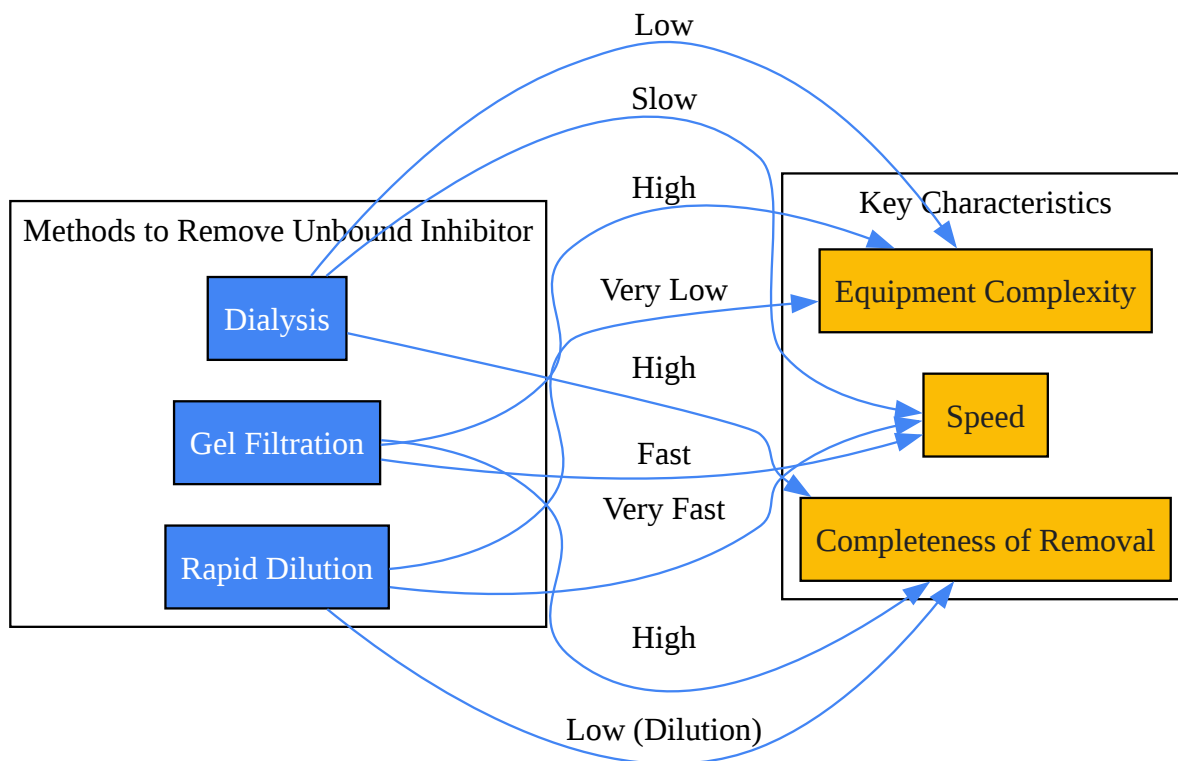 Low
Slow
High
Key Characteristics
Methods to Remove Unbound Inhibitor
Very Low
Equipment Complexity
Dialysis
High
Speed
Gel Filtration
Fast
Very Fast
Completeness of Removal
Rapid Dilution
High
Low (Dilution)